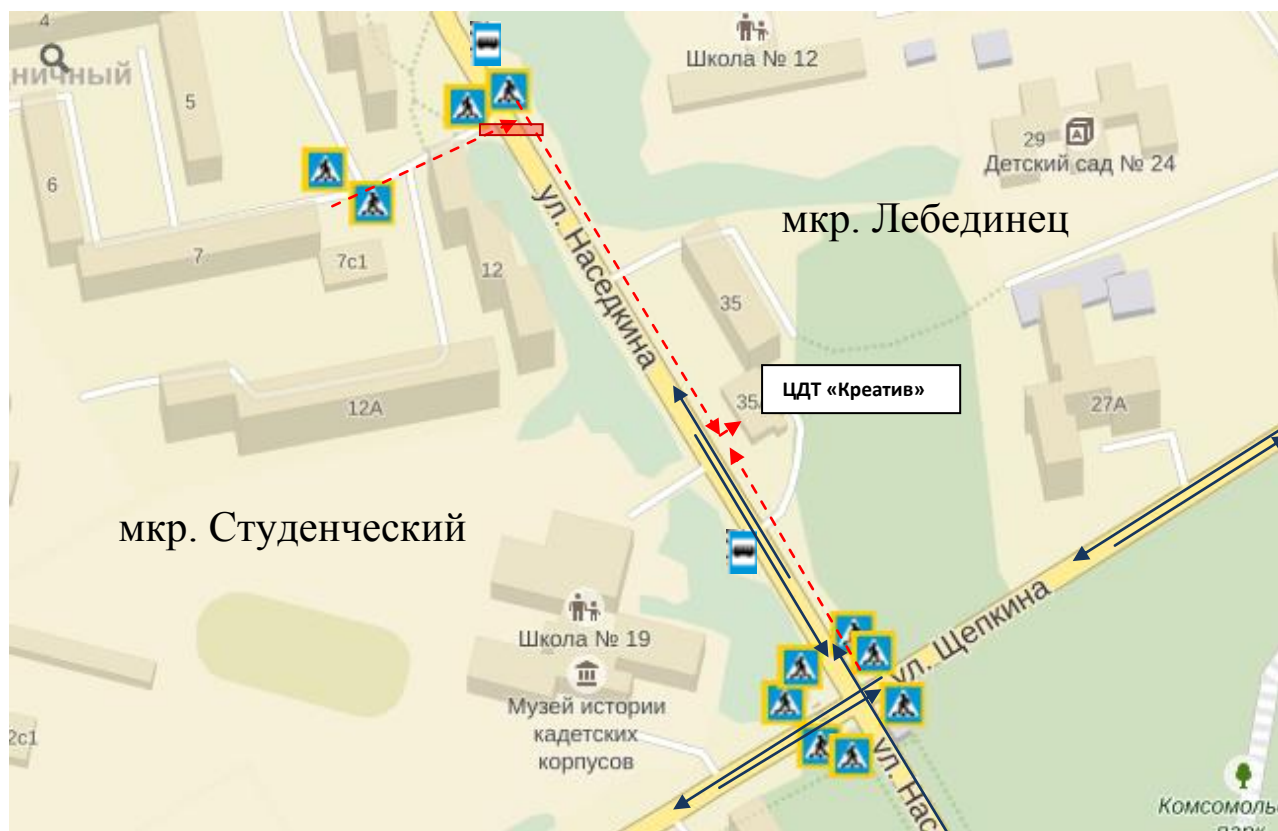 4
ничный
5
6
7
7с1
12
12А
Школа № 12
29
Детский сад № 24
мкр. Лебединец
ул. Наседкина
35
ЦДТ «Креатив»
35
27А
мкр. Студенческий
Школа № 19
Музей истории
кадетских
корпусов
ул. Щепкина
ул. Нас
2с1
Комсомоль
парк